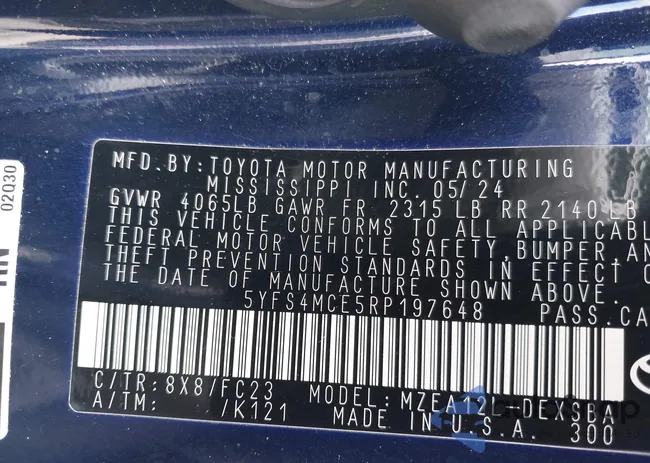 02030
MFD.BY:TOYOTA MOTOR MANUFACTURING
MISSISSIPPI INC. 05/24
GVWR 4065LB GAWR FR. 2315 LB RR 2140 LB
THIS VEHICLE CONFORMS TO ALL APPLICABL
FEDERAL MOTOR VEHICLE SAFETY,BUMPER,AN
THEFT PREVENTION STANDARDS IN EFFECT O
THE DATE OF MANUFACTURE SHOWN ABOVE.
5YFS4MCE5RP197648 PASS.CA
C/TR:8X8/FC23 MODEL:MZEA12L-DEXSBA
A/TM: /K121 MADE IN U.S.A. 300